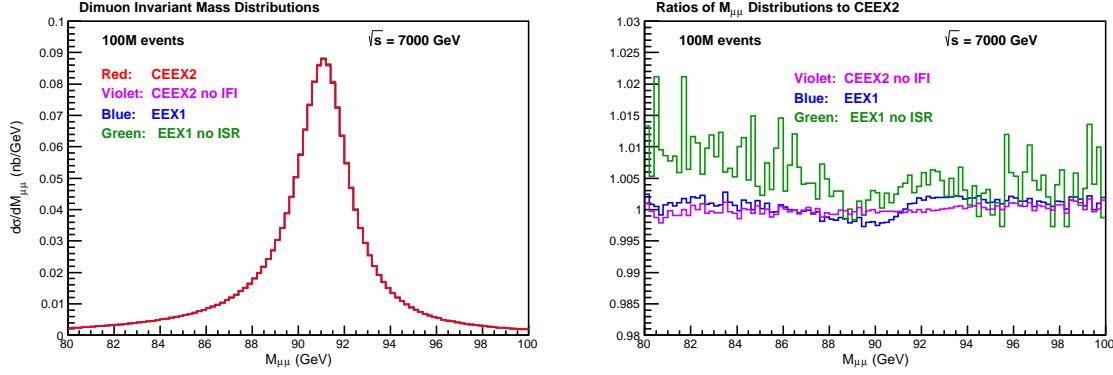 Dimuon Invariant Mass Distributions
100M events
√s = 7000 GeV
Red: CEEX2
Violet: CEEX2 no IFI
Blue: EEX1
Green: EEX1 no ISR
dσ/dMμμ (nb/GeV)
0.1
0.09
0.08
0.07
0.06
0.05
0.04
0.03
0.02
0.01
0
80 82 84 86 88 90 92 94 96 98 100
Mμμ (GeV)
Ratios of Mμμ Distributions to CEEX2
100M events
√s = 7000 GeV
Violet: CEEX2 no IFI
Blue: EEX1
Green: EEX1 no ISR
1.03
1.025
1.02
1.015
1.01
1.005
1
0.995
0.99
0.985
0.98
80 82 84 86 88 90 92 94 96 98 100
Mμμ (GeV)